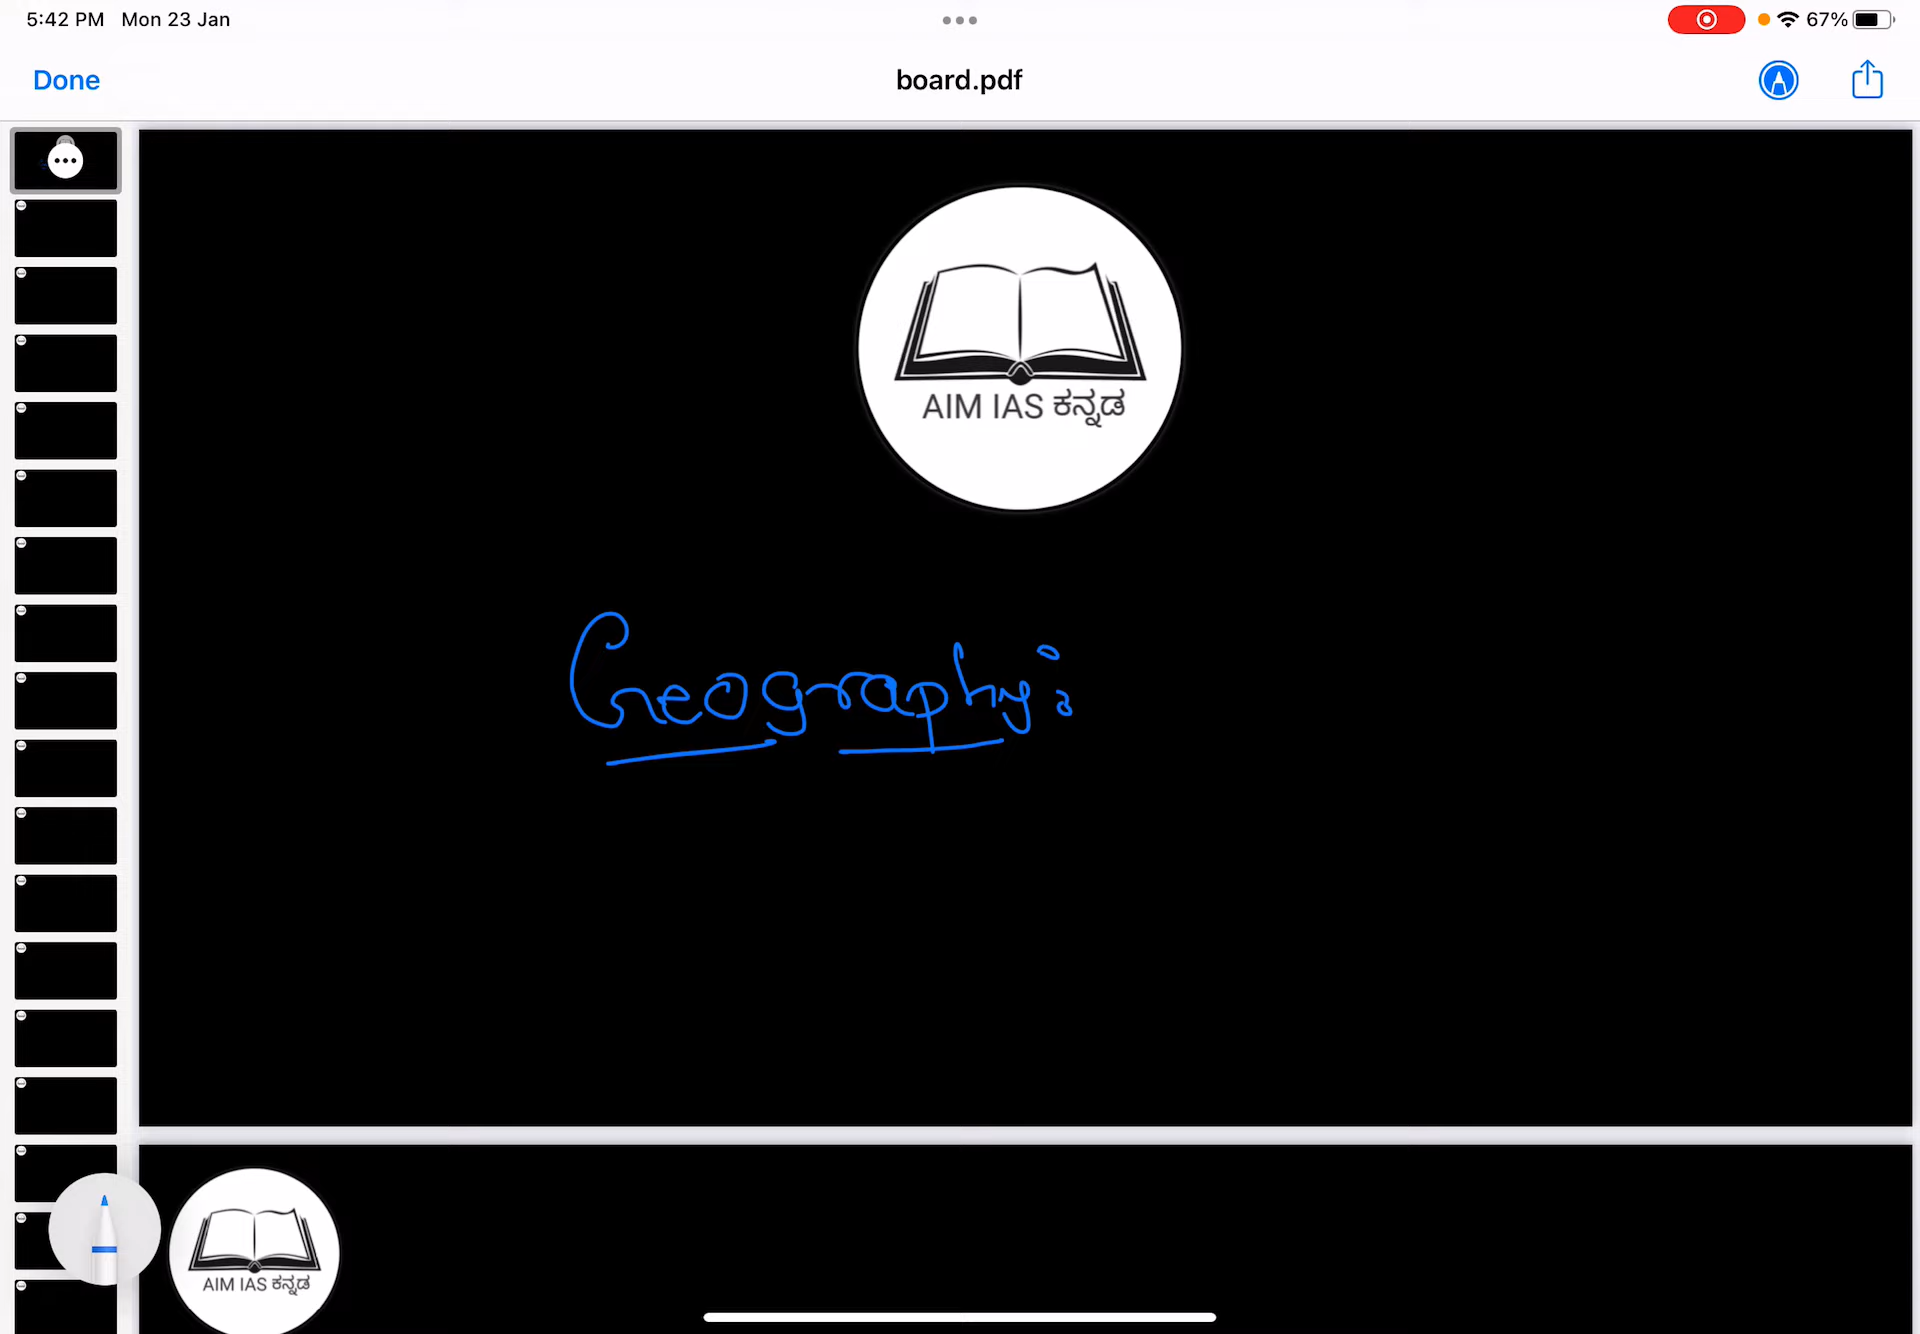 5:42 PM Mon 23 Jan
67%
Done
board.pdf
AIM IAS ಕನ್ನಡ
Geography:
AIM IAS ಕನ್ನಡ